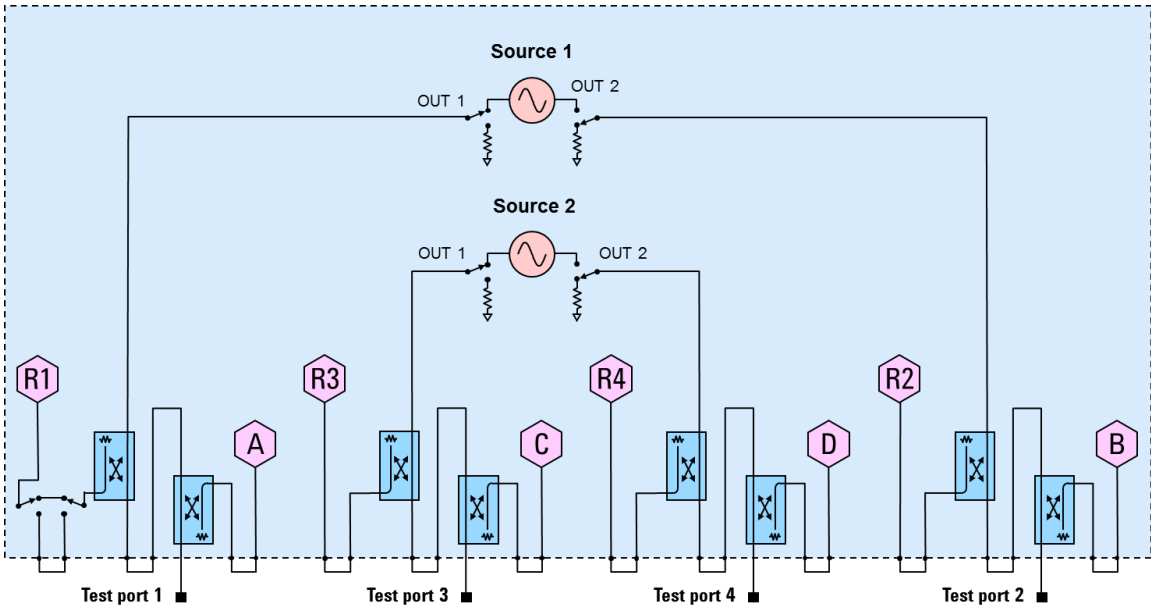 Source 1
OUT 1
OUT 2
Source 2
OUT 1
OUT 2
R1
R3
R4
R2
A
C
D
B
Test port 1
Test port 3
Test port 4
Test port 2